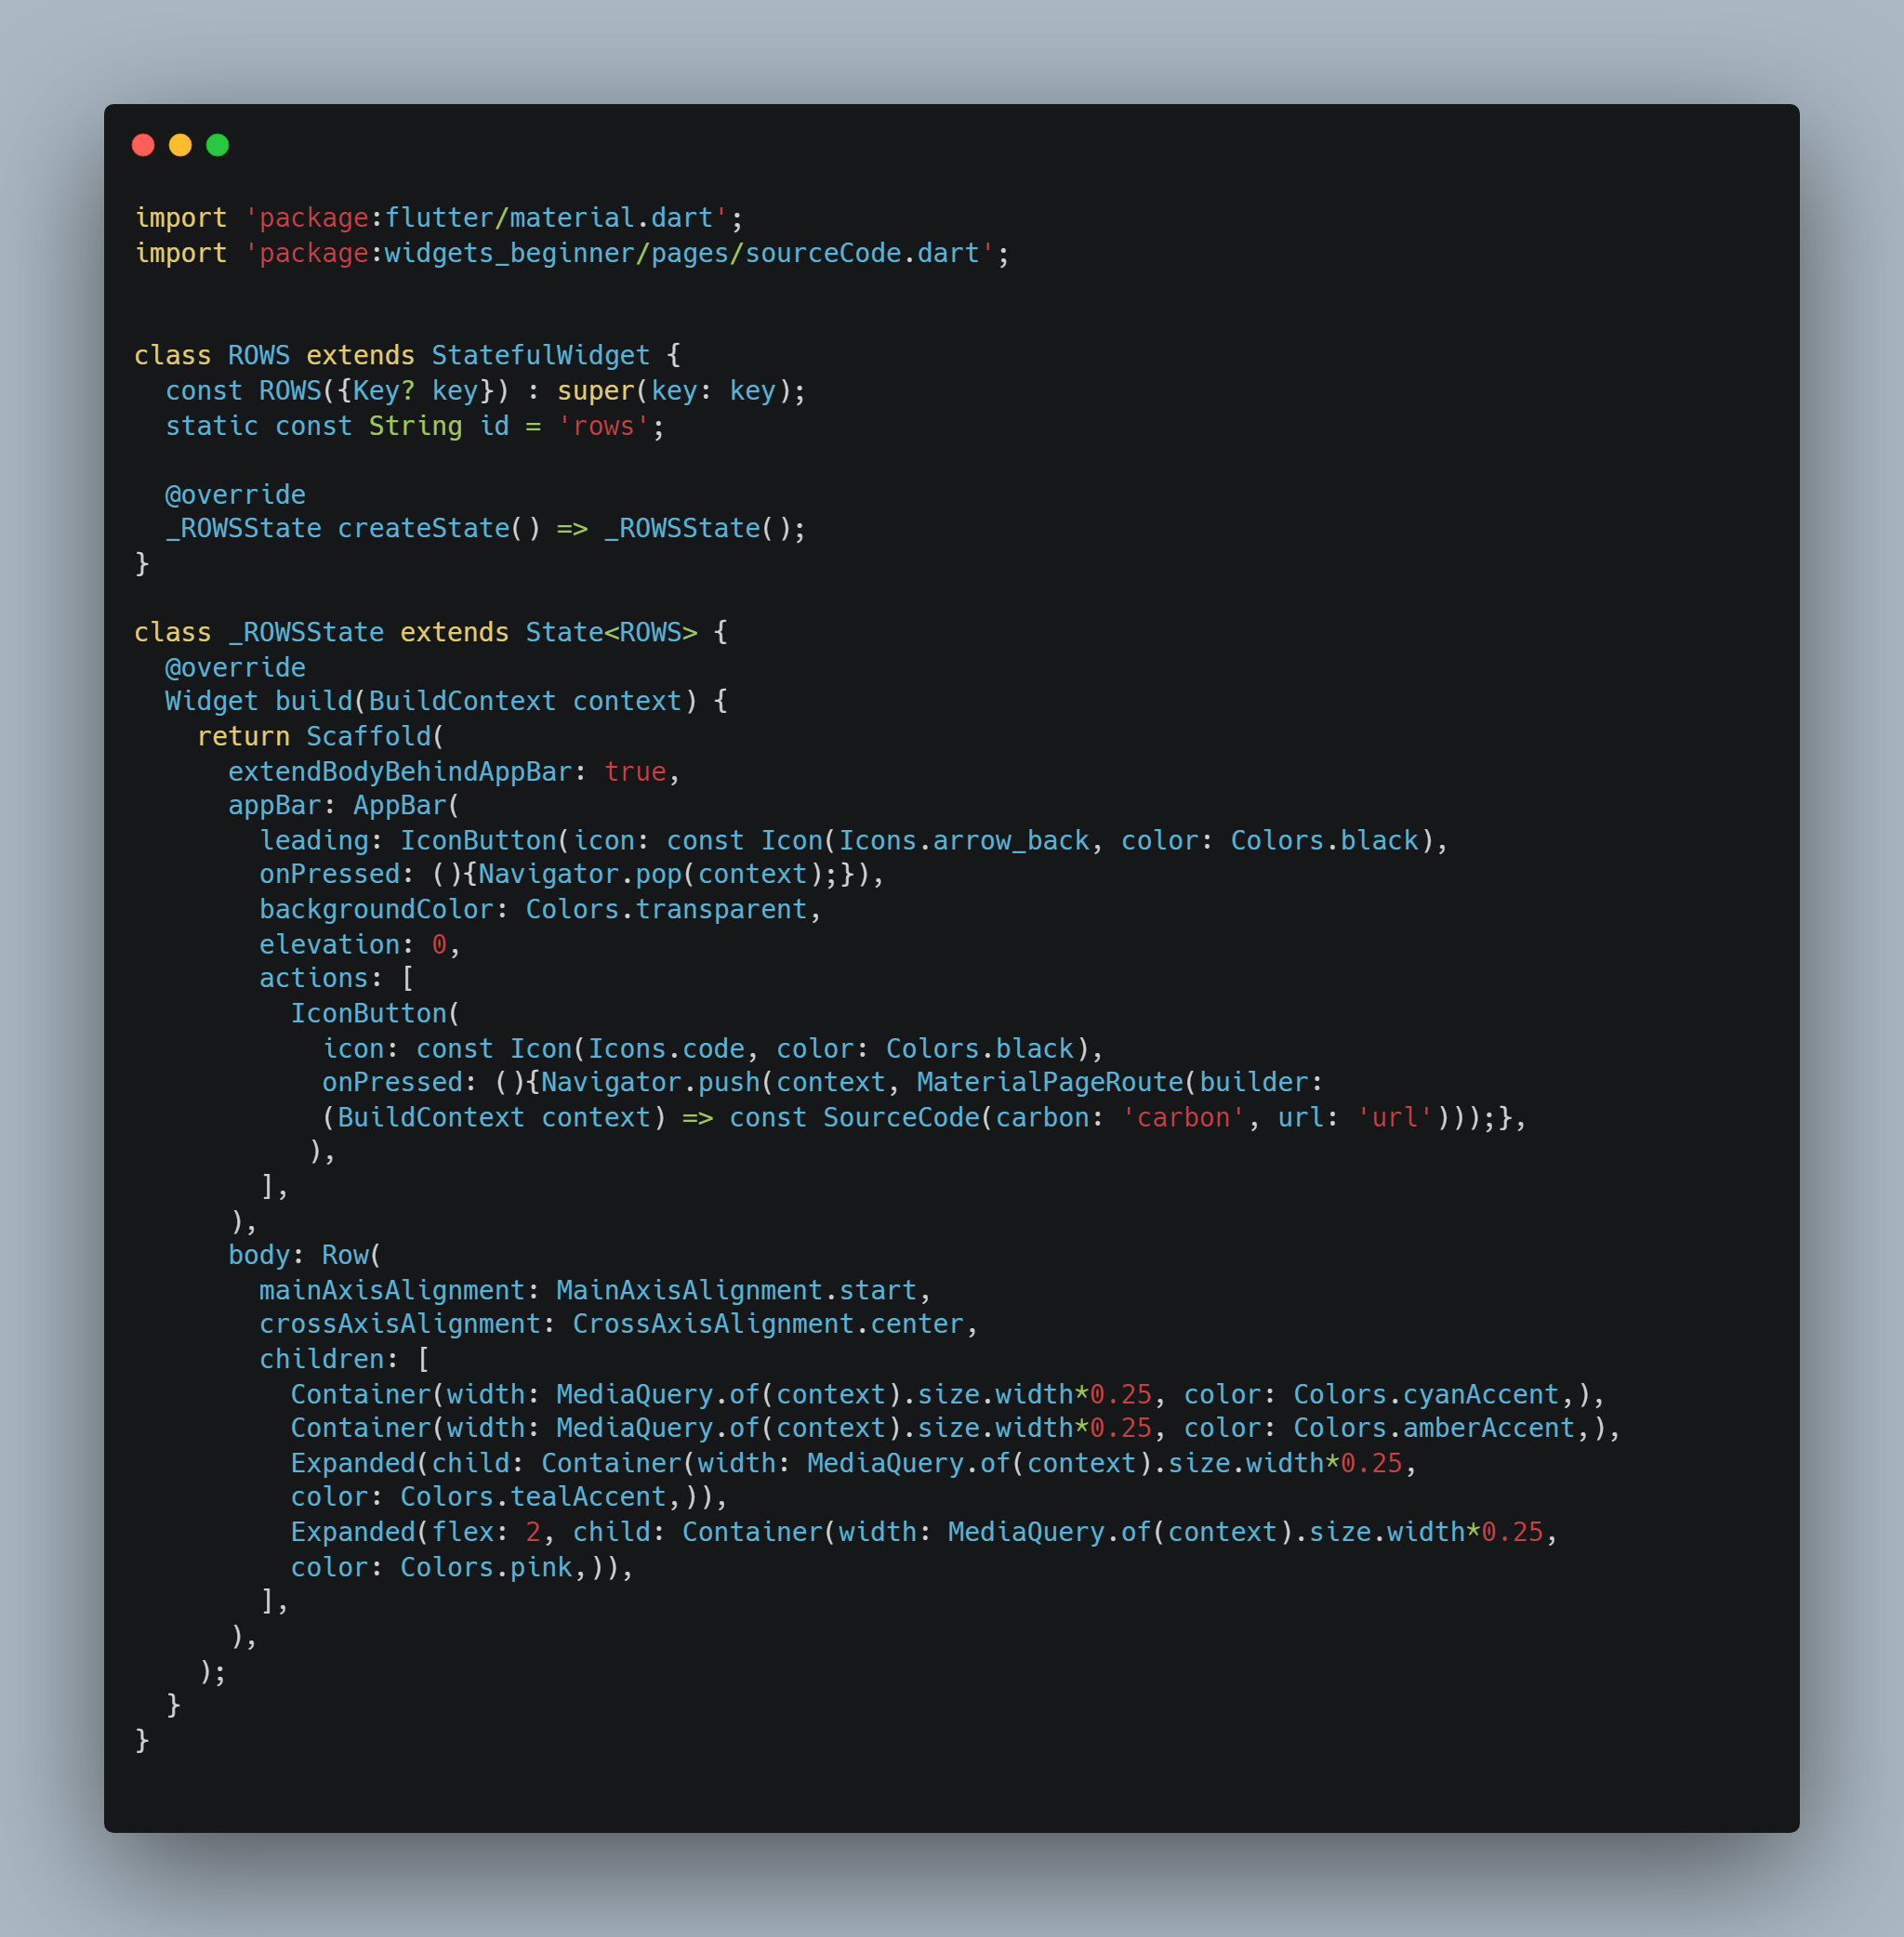 import 'package:flutter/material.dart';
import 'package:widgets_beginner/pages/sourceCode.dart';


class ROWS extends StatefulWidget {
  const ROWS({Key? key}) : super(key: key);
  static const String id = 'rows';

  @override
  _ROWSState createState() => _ROWSState();
}

class _ROWSState extends State<ROWS> {
  @override
  Widget build(BuildContext context) {
    return Scaffold(
      extendBodyBehindAppBar: true,
      appBar: AppBar(
        leading: IconButton(icon: const Icon(Icons.arrow_back, color: Colors.black),
        onPressed: (){Navigator.pop(context);}),
        backgroundColor: Colors.transparent,
        elevation: 0,
        actions: [
          IconButton(
            icon: const Icon(Icons.code, color: Colors.black),
            onPressed: (){Navigator.push(context, MaterialPageRoute(builder:
            (BuildContext context) => const SourceCode(carbon: 'carbon', url: 'url')));},
           ),
        ],
      ),
      body: Row(
        mainAxisAlignment: MainAxisAlignment.start,
        crossAxisAlignment: CrossAxisAlignment.center,
        children: [
          Container(width: MediaQuery.of(context).size.width*0.25, color: Colors.cyanAccent,),
          Container(width: MediaQuery.of(context).size.width*0.25, color: Colors.amberAccent,),
          Expanded(child: Container(width: MediaQuery.of(context).size.width*0.25,
          color: Colors.tealAccent,)),
          Expanded(flex: 2, child: Container(width: MediaQuery.of(context).size.width*0.25,
          color: Colors.pink,)),
        ],
      ),
    );
  }
}